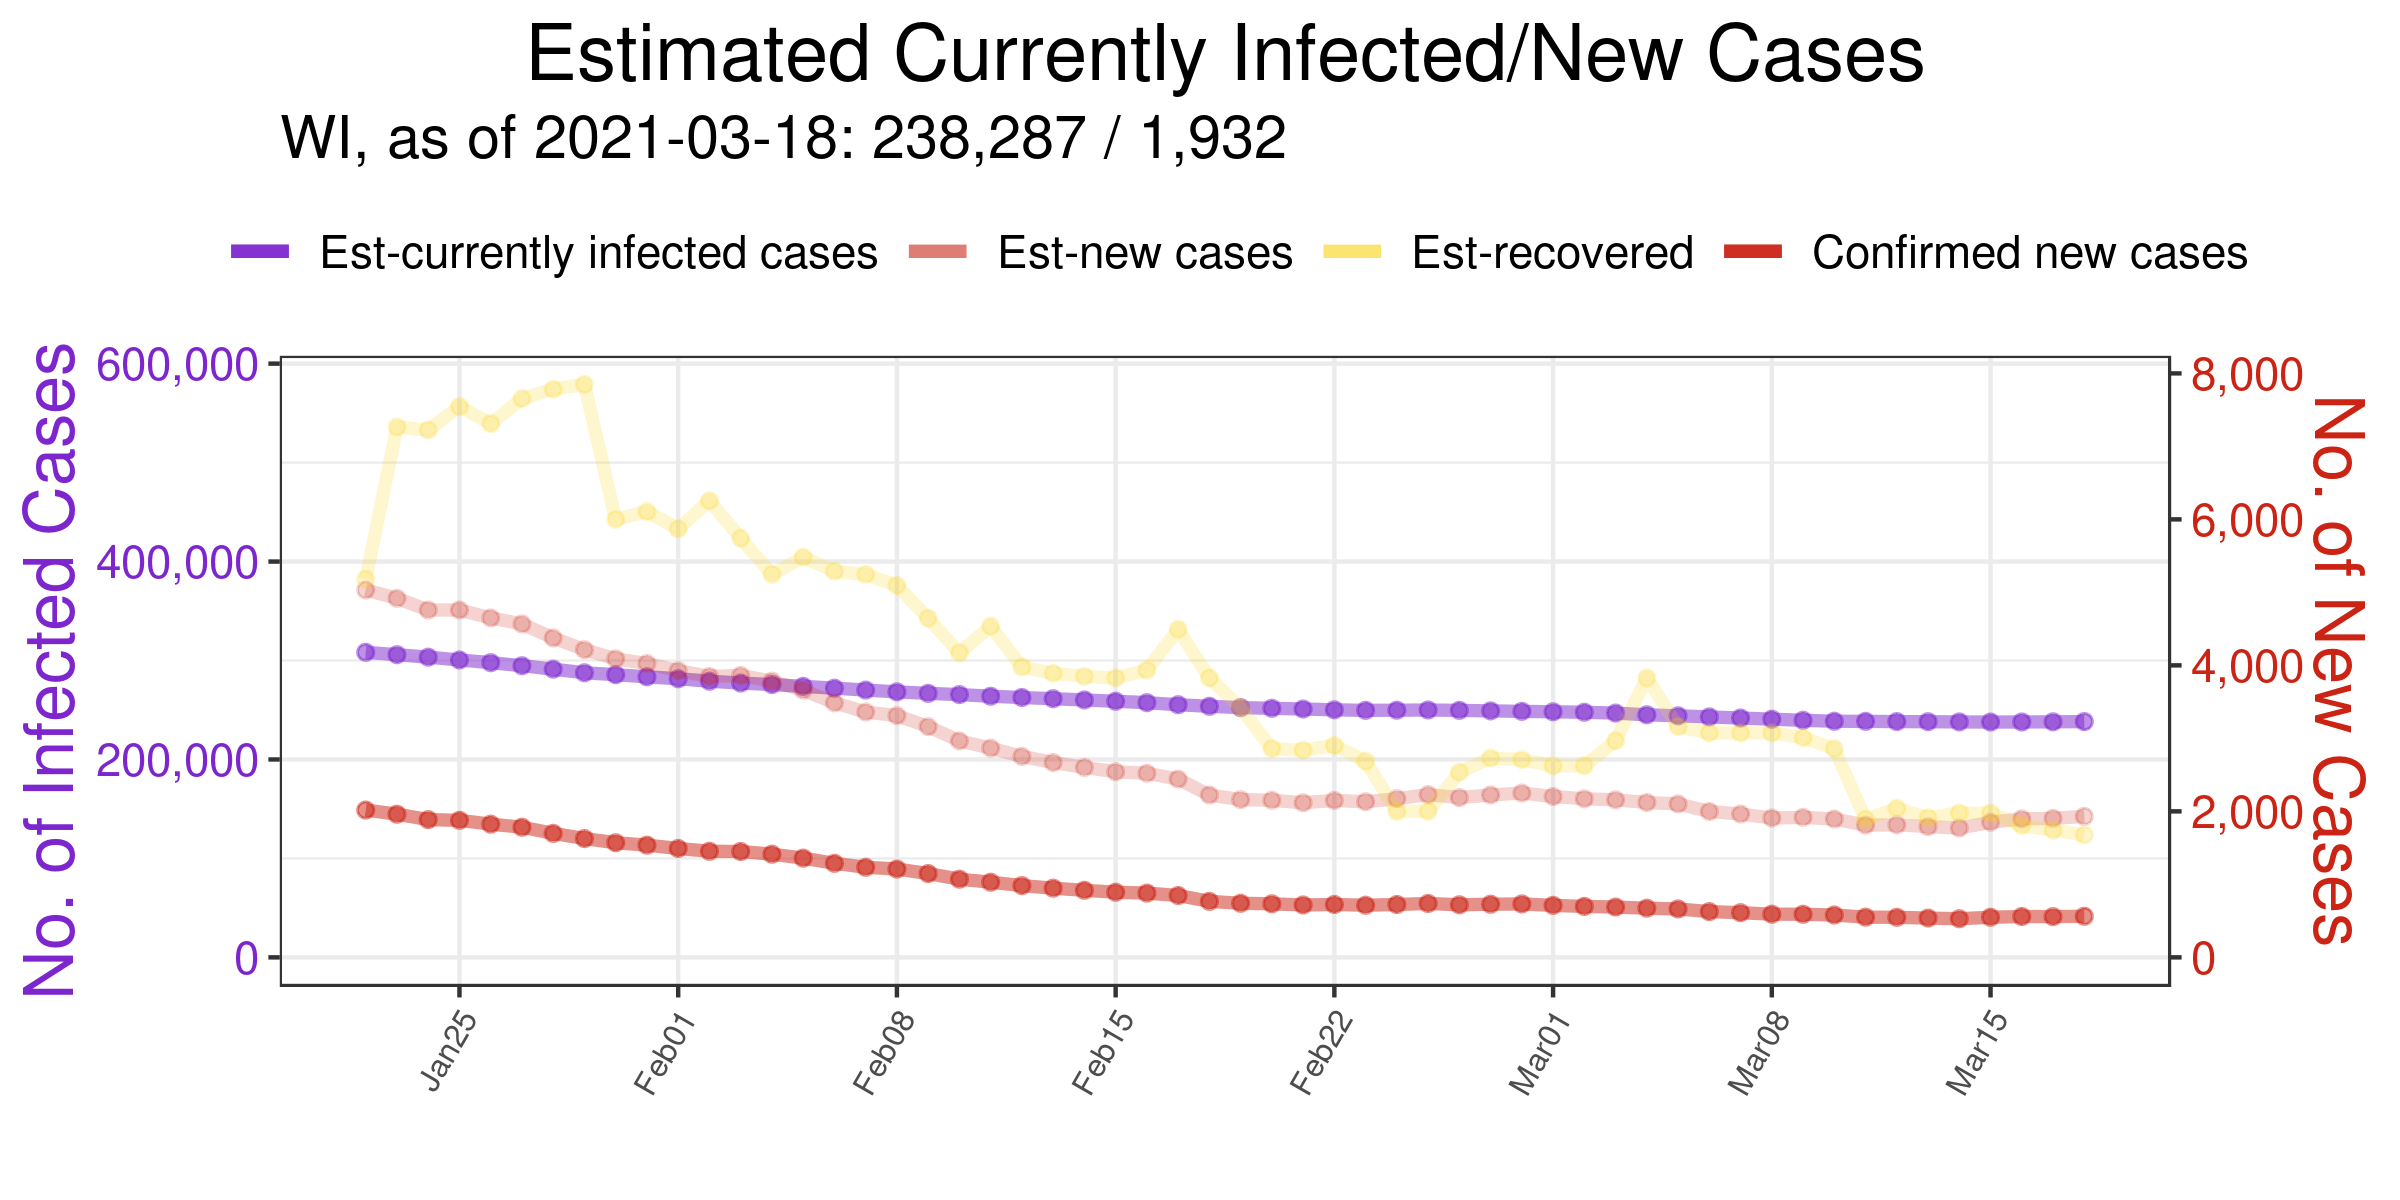 Estimated Currently Infected/New Cases
WI, as of 2021-03-18: 238,287 / 1,932
Est-currently infected cases Est-new cases Est-recovered Confirmed new cases
No. of Infected Cases
600,000
400,000
200,000
0
8,000
6,000
4,000
2,000
0
No. of New Cases
Jan25 Feb01 Feb08 Feb15 Feb22 Mar01 Mar08 Mar15